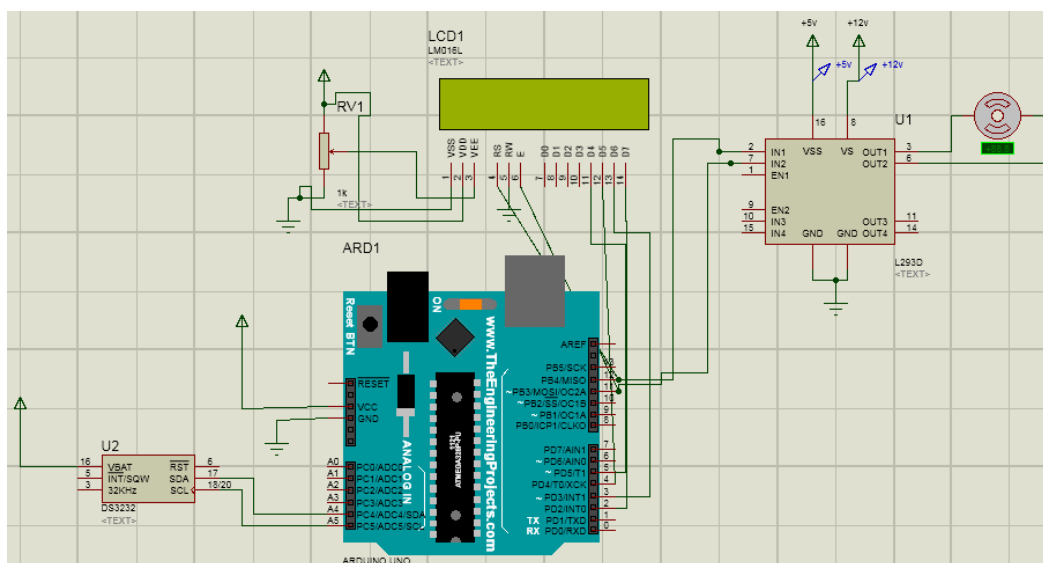 LCD1
LM016L
<TEXT>
RV1
1k
<TEXT>
VSS
VDD
VEE
RS
RW
E
D0
D1
D2
D3
D4
D5
D6
D7
1
2
3
4
5
6
7
8
9
10
11
12
13
14
+5v
+12v
+5v
+12v
U1
16
8
VSS
VS
2 IN1
7 IN2
1 EN1
9 EN2
10 IN3
15 IN4
OUT1 3
OUT2 6
OUT3 11
OUT4 14
GND GND
L293D
<TEXT>
ARD1
Reset BTN
ON
www.TheEngineeringProjects.com
ANALOG IN
RESET
VCC
GND
A0 PC0/ADC0
A1 PC1/ADC1
A2 PC2/ADC2
A3 PC3/ADC3
A4 PC4/ADC4/SDA
A5 PC5/ADC5/SCL
AREF
PB5/SCK
PB4/MISO
~PB3/MOSI/OC2A 11
~PB2/SS/OC1B 10
~PB1/OC1A 9
PB0/ICP1/CLKO 8
PD7/AIN1 7
~PD6/AIN0 6
~PD5/T1 5
PD4/T0/XCK 4
~PD3/INT1 3
PD2/INT0 2
TX PD1/TXD 1
RX PD0/RXD 0
ARDUINO UNO
U2
16 VBAT
5 INT/SQW
3 32KHz
RST 6
SDA 17
SCL 18/20
DS3232
<TEXT>